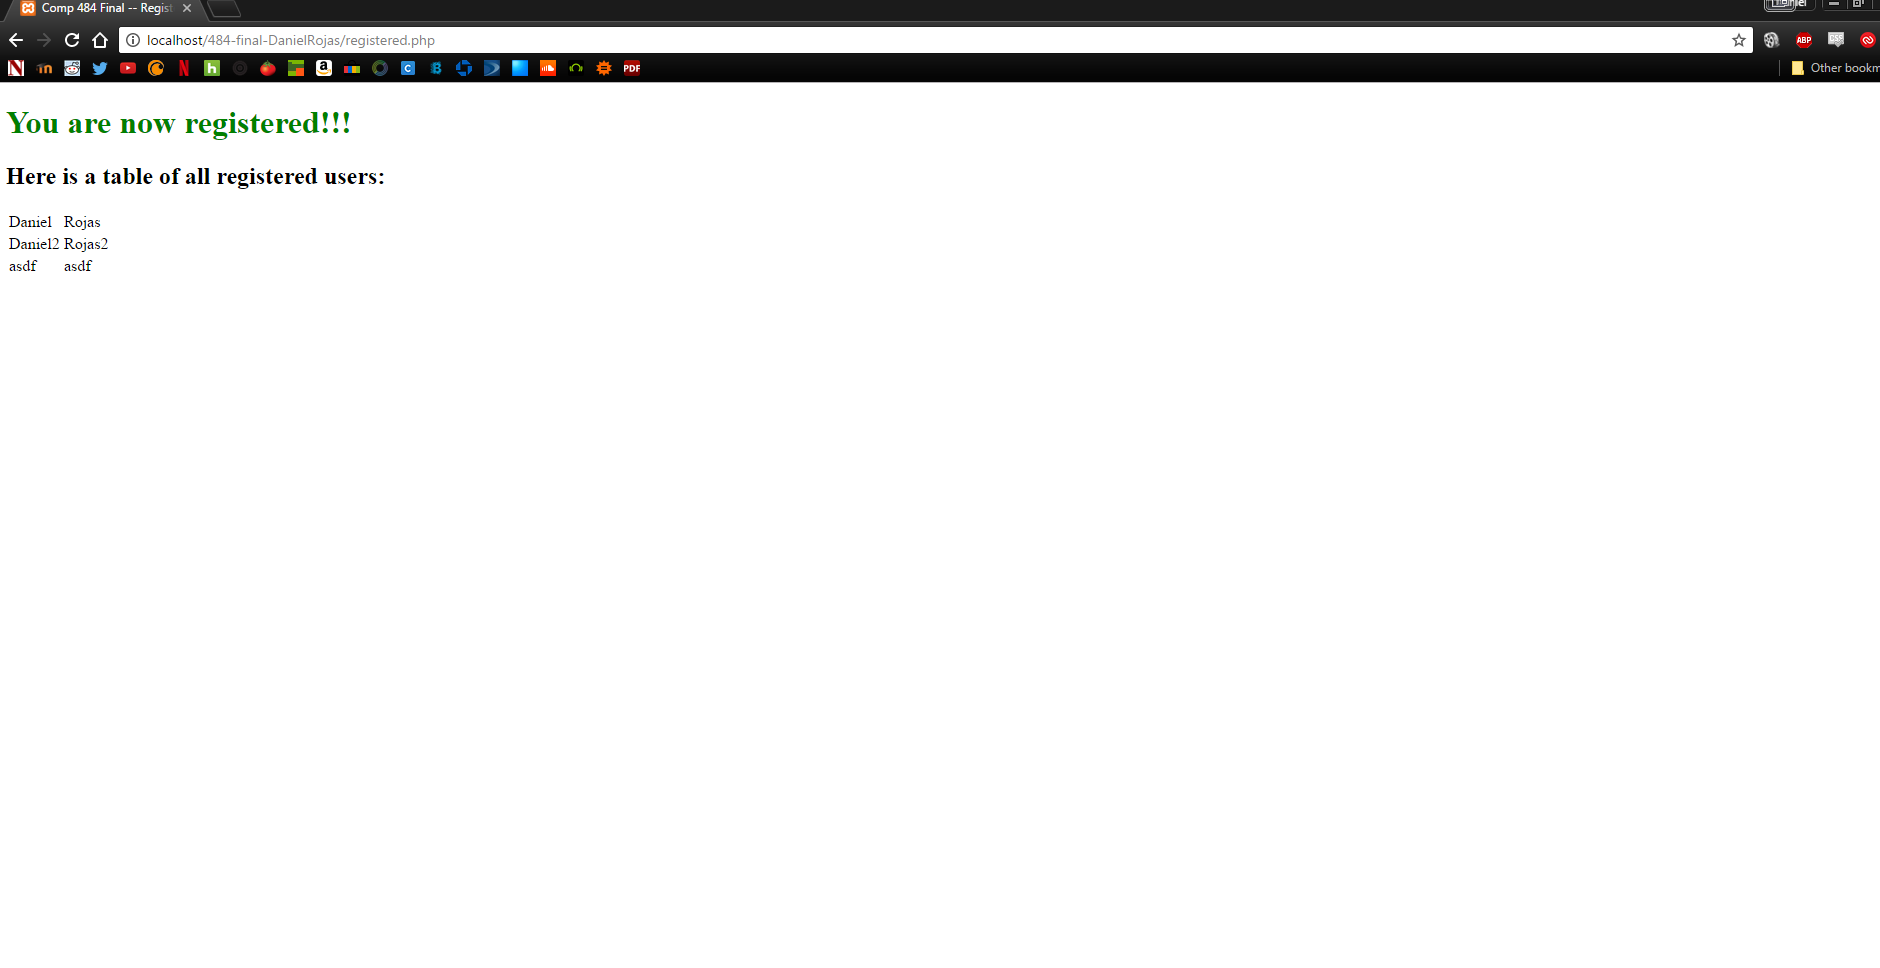 Comp 484 Final -- Regist
localhost/484-final-DanielRojas/registered.php
ABP
CSS
PDF
Other bookm
You are now registered!!!
Here is a table of all registered users:
Daniel Rojas
Daniel2 Rojas2
asdf asdf